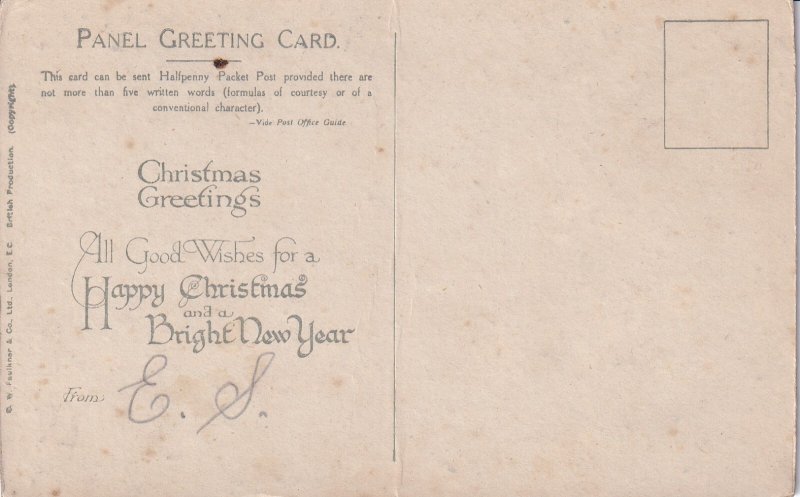 PANEL GREETING CARD.
This card can be sent Halfpenny Packet Post provided there are
not more than five written words (formulas of courtesy or of a
conventional character).
—Vide Post Office Guide
Christmas
Greetings
All Good Wishes for a
Happy Christmas
and a
Bright New Year
From E. S.
C. W. Faulkner & Co., Ltd., London, E.C. British Production. (Copyright).